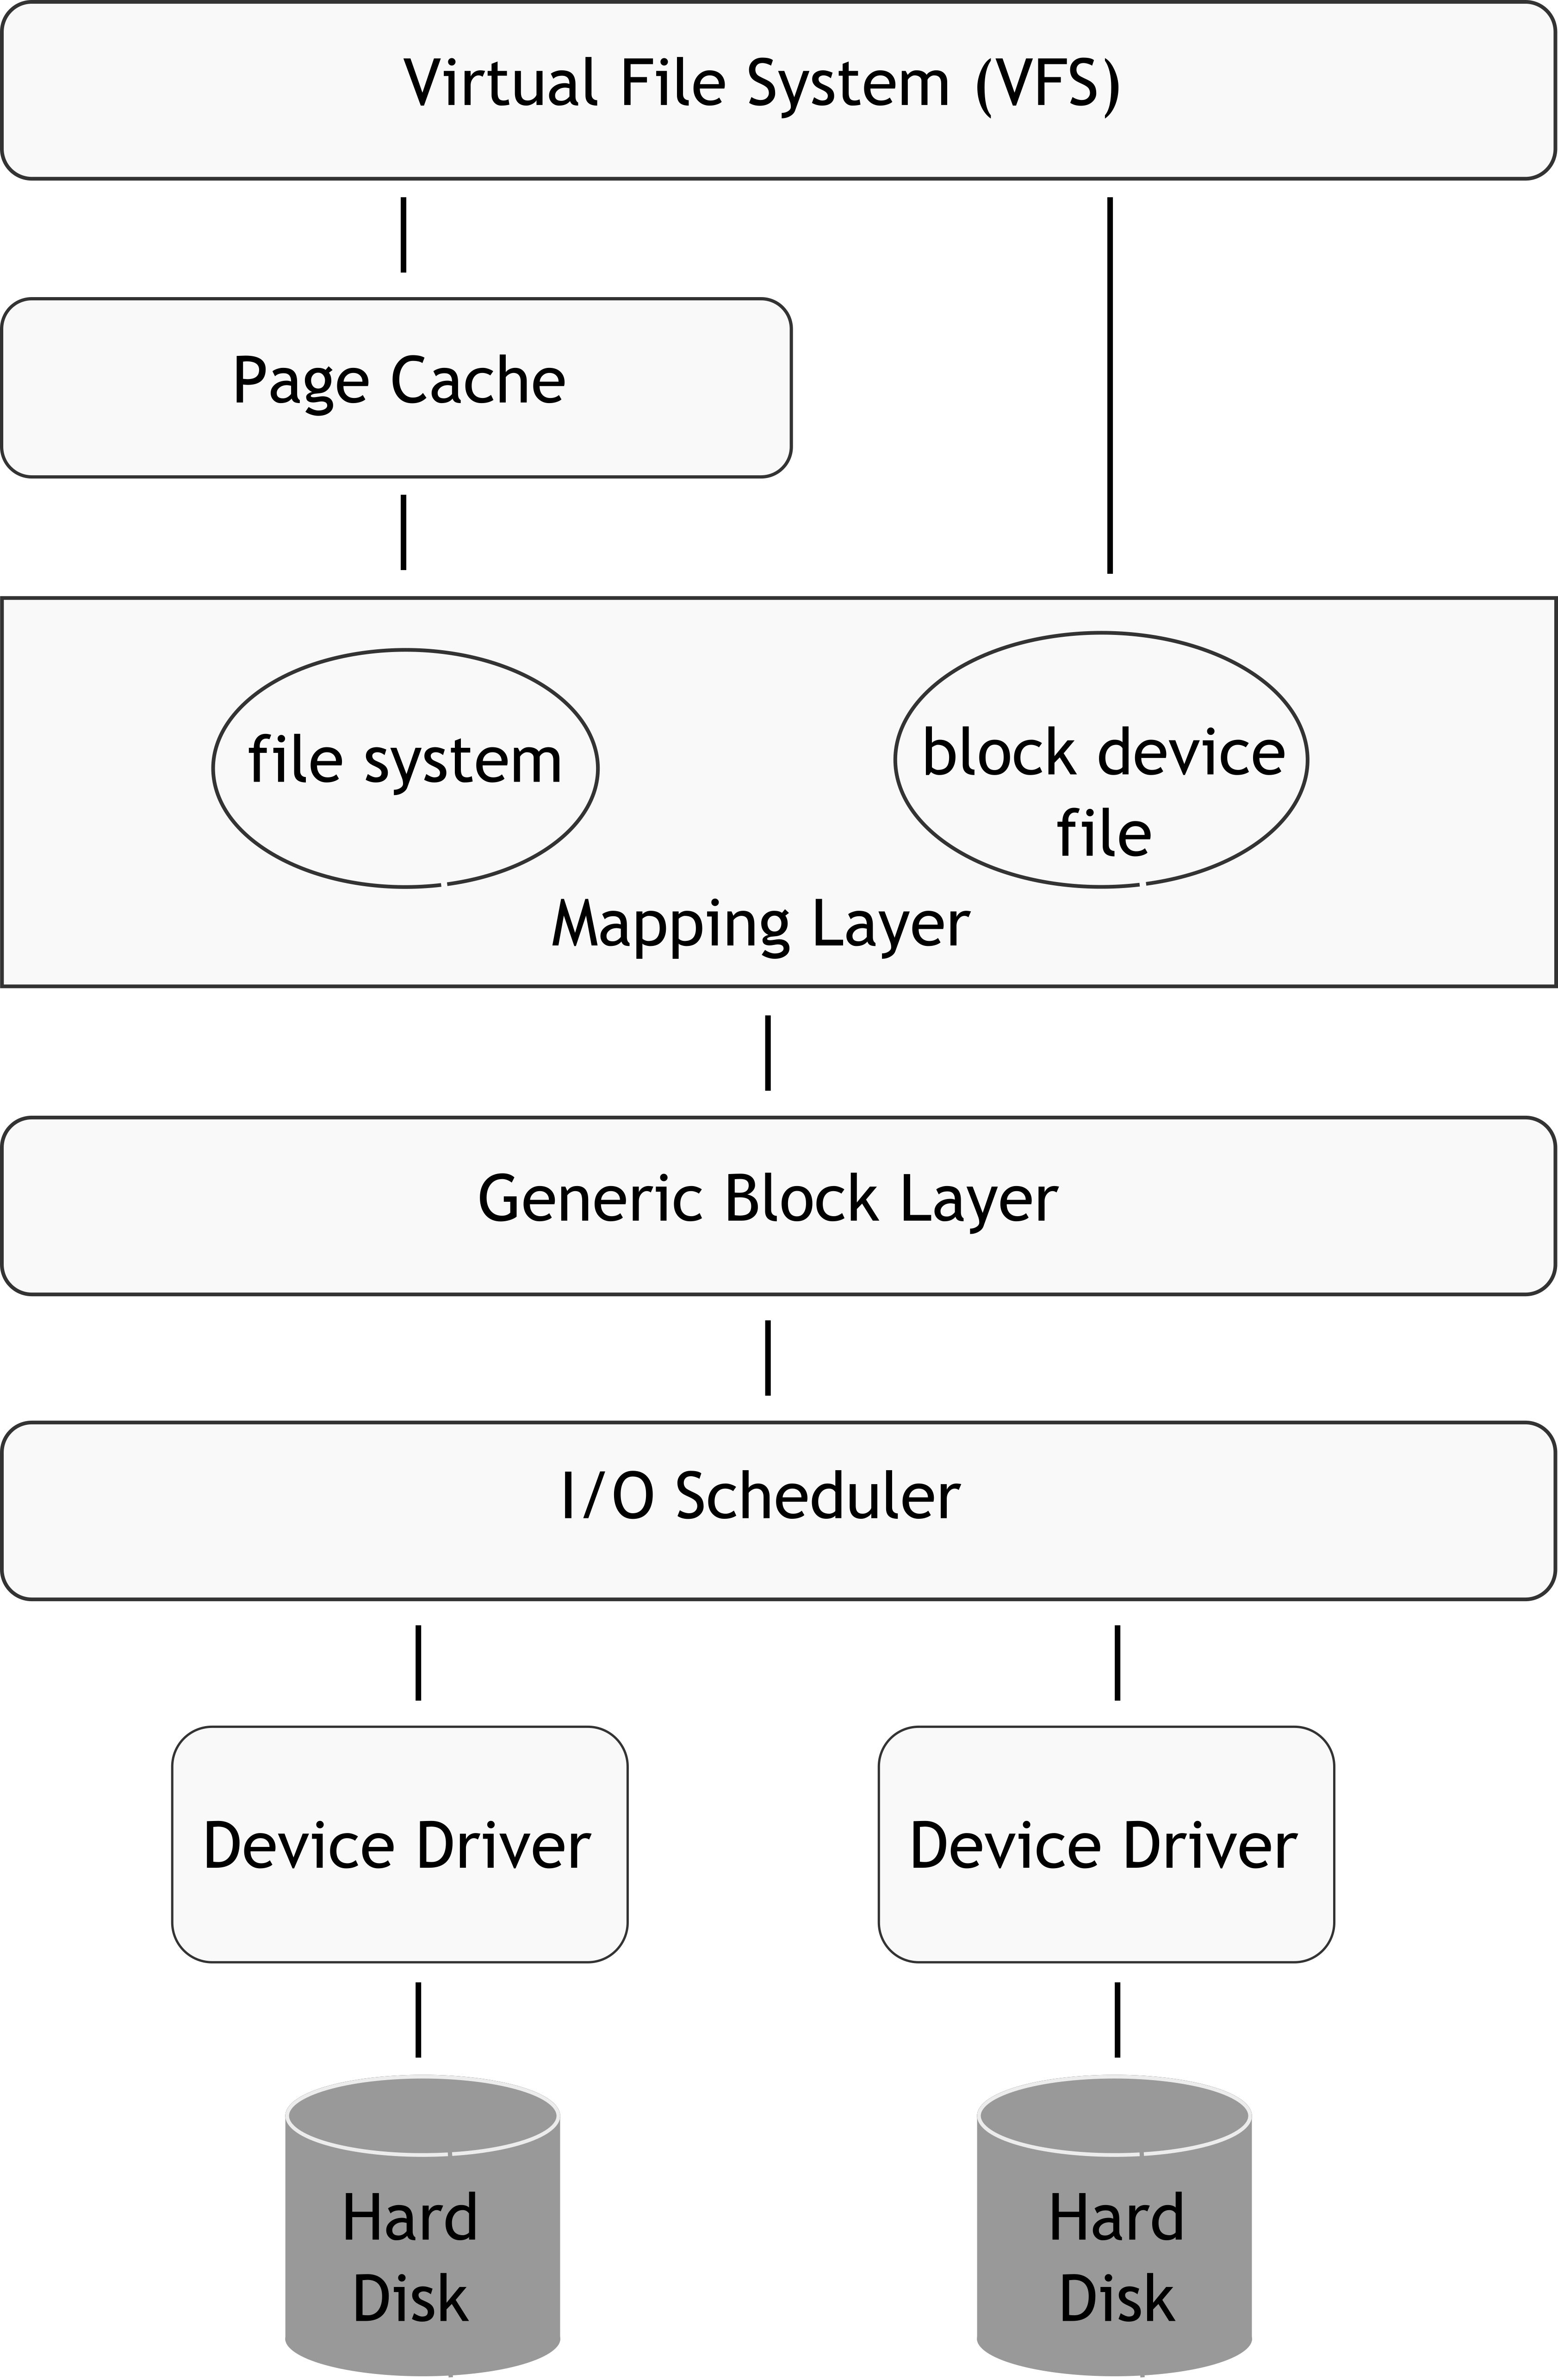 Virtual File System (VFS)
Page Cache
file system
block device
file
Mapping Layer
Generic Block Layer
I/O Scheduler
Device Driver
Device Driver
Hard
Disk
Hard
Disk